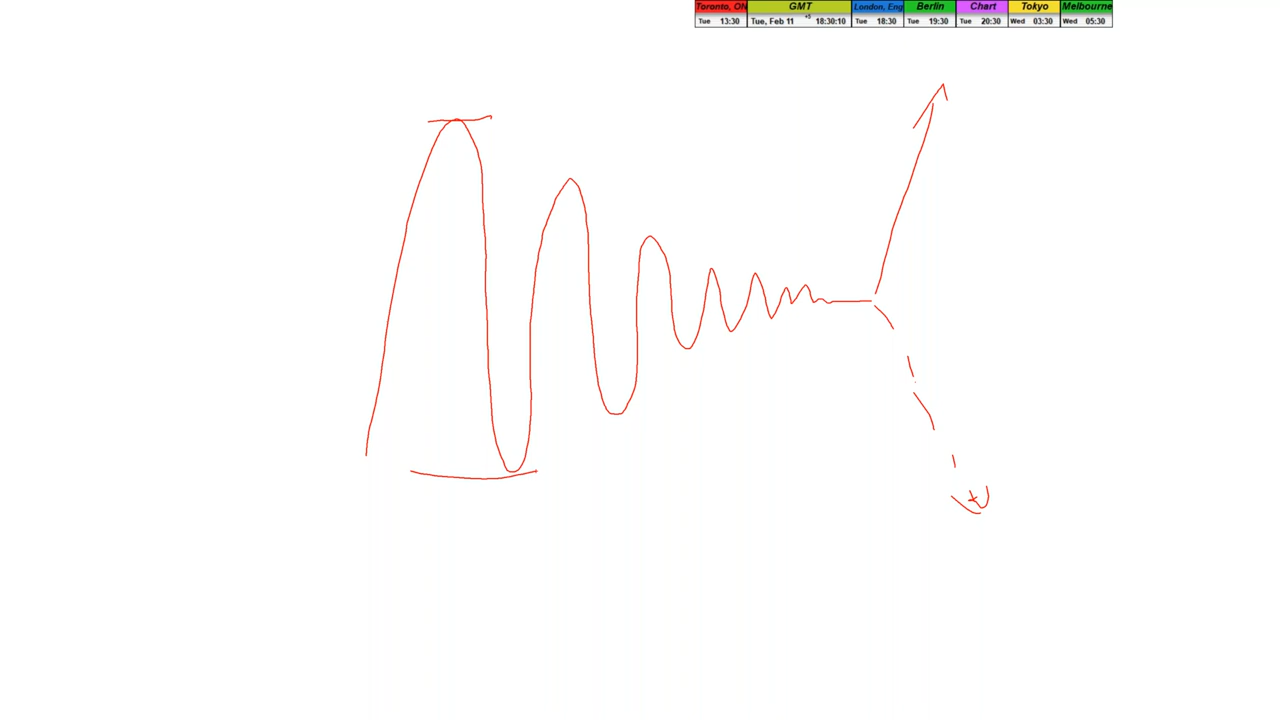 Toronto, ON GMT London, Eng Berlin Chart Tokyo Melbourne
Tue 13:30 Tue, Feb 11 +5 18:30:10 Tue 18:30 Tue 19:30 Tue 20:30 Wed 03:30 Wed 05:30